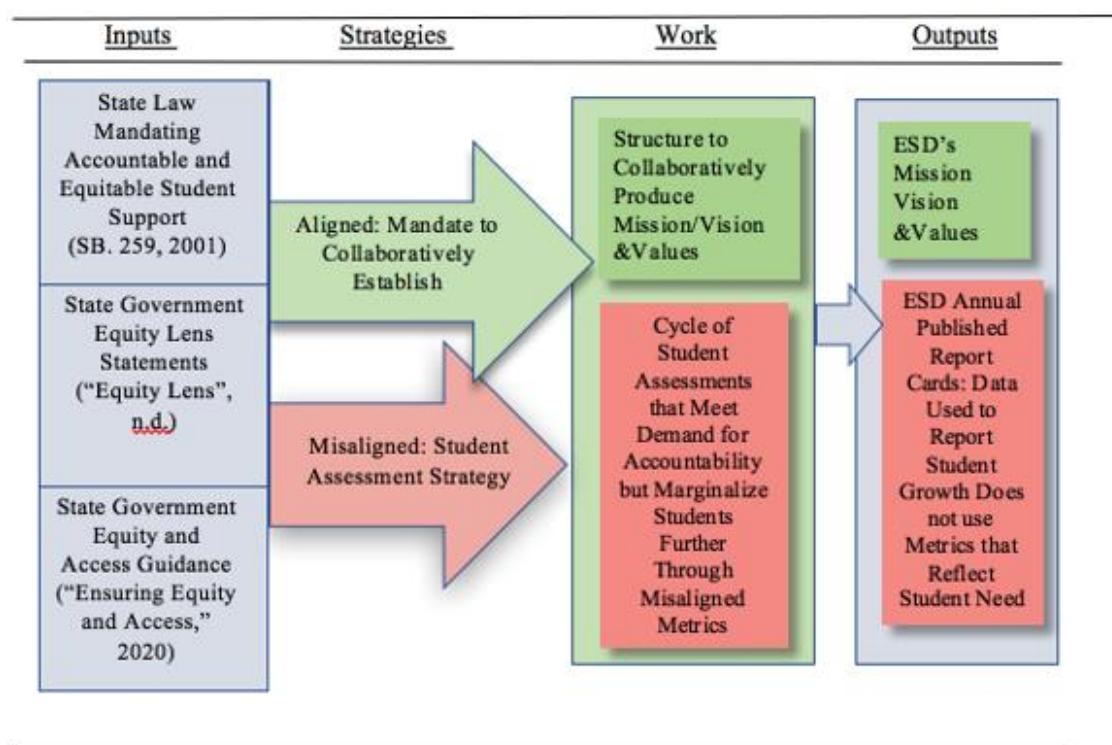 Inputs
Strategies
Work
Outputs
State Law
Mandating
Accountable and
Equitable Student
Support
(SB. 259, 2001)
State Government
Equity Lens
Statements
(“Equity Lens”,
n.d.)
State Government
Equity and
Access Guidance
(“Ensuring Equity
and Access,”
2020)
Aligned: Mandate to
Collaboratively
Establish
Misaligned: Student
Assessment Strategy
Structure to
Collaboratively
Produce
Mission/Vision
&Values
Cycle of
Student
Assessments
that Meet
Demand for
Accountability
but Marginalize
Students
Further
Through
Misaligned
Metrics
ESD’s
Mission
Vision
&Values
ESD Annual
Published
Report
Cards: Data
Used to
Report
Student
Growth Does
not use
Metrics that
Reflect
Student Need